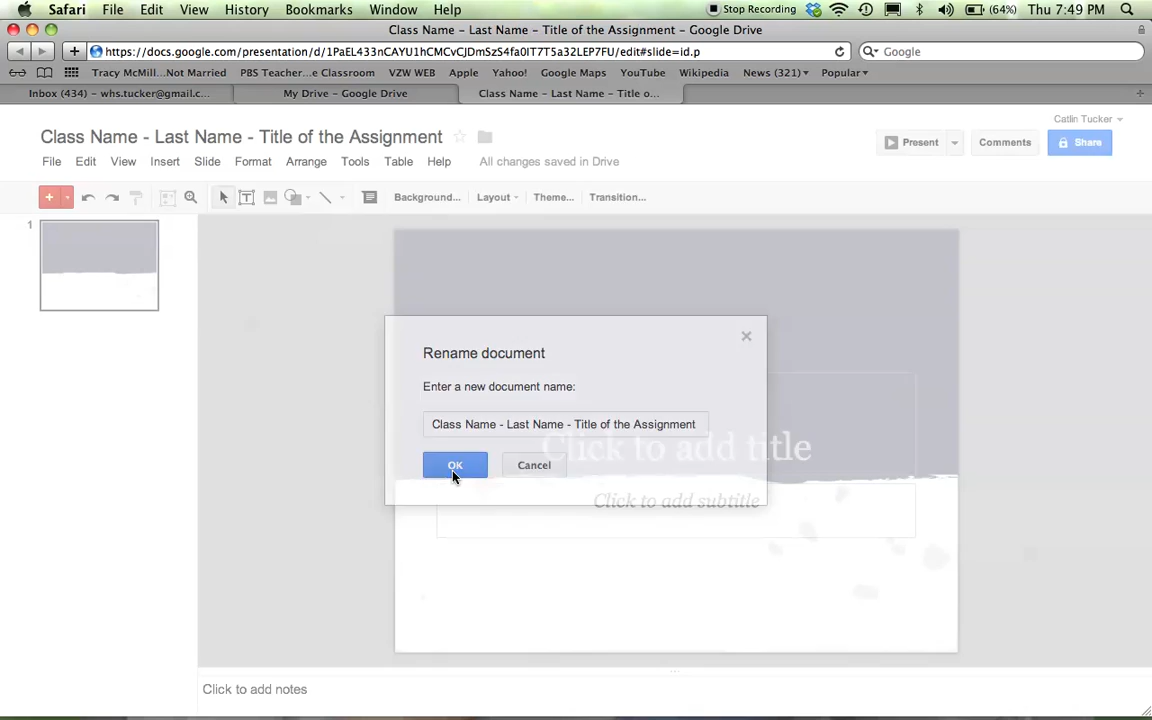 Safari File Edit View History Bookmarks Window Help Stop Recording (64%) Thu 7:49 PM
Class Name – Last Name – Title of the Assignment – Google Drive
https://docs.google.com/presentation/d/1PaEL433nCAYU1hCMCvCJDmSzS4fa0IT7T5a32LEP7FU/edit#slide=id.p Google
Tracy McMill...Not Married PBS Teacher...e Classroom VZW WEB Apple Yahoo! Google Maps YouTube Wikipedia News (321) Popular
Inbox (434) – whs.tucker@gmail.c... My Drive – Google Drive Class Name – Last Name – Title o...
Catlin Tucker
Class Name - Last Name - Title of the Assignment
Present Comments Share
File Edit View Insert Slide Format Arrange Tools Table Help All changes saved in Drive
Background... Layout Theme... Transition...
1
Rename document
Enter a new document name:
Class Name - Last Name - Title of the Assignment
Click to add title
OK Cancel
Click to add subtitle
Click to add notes